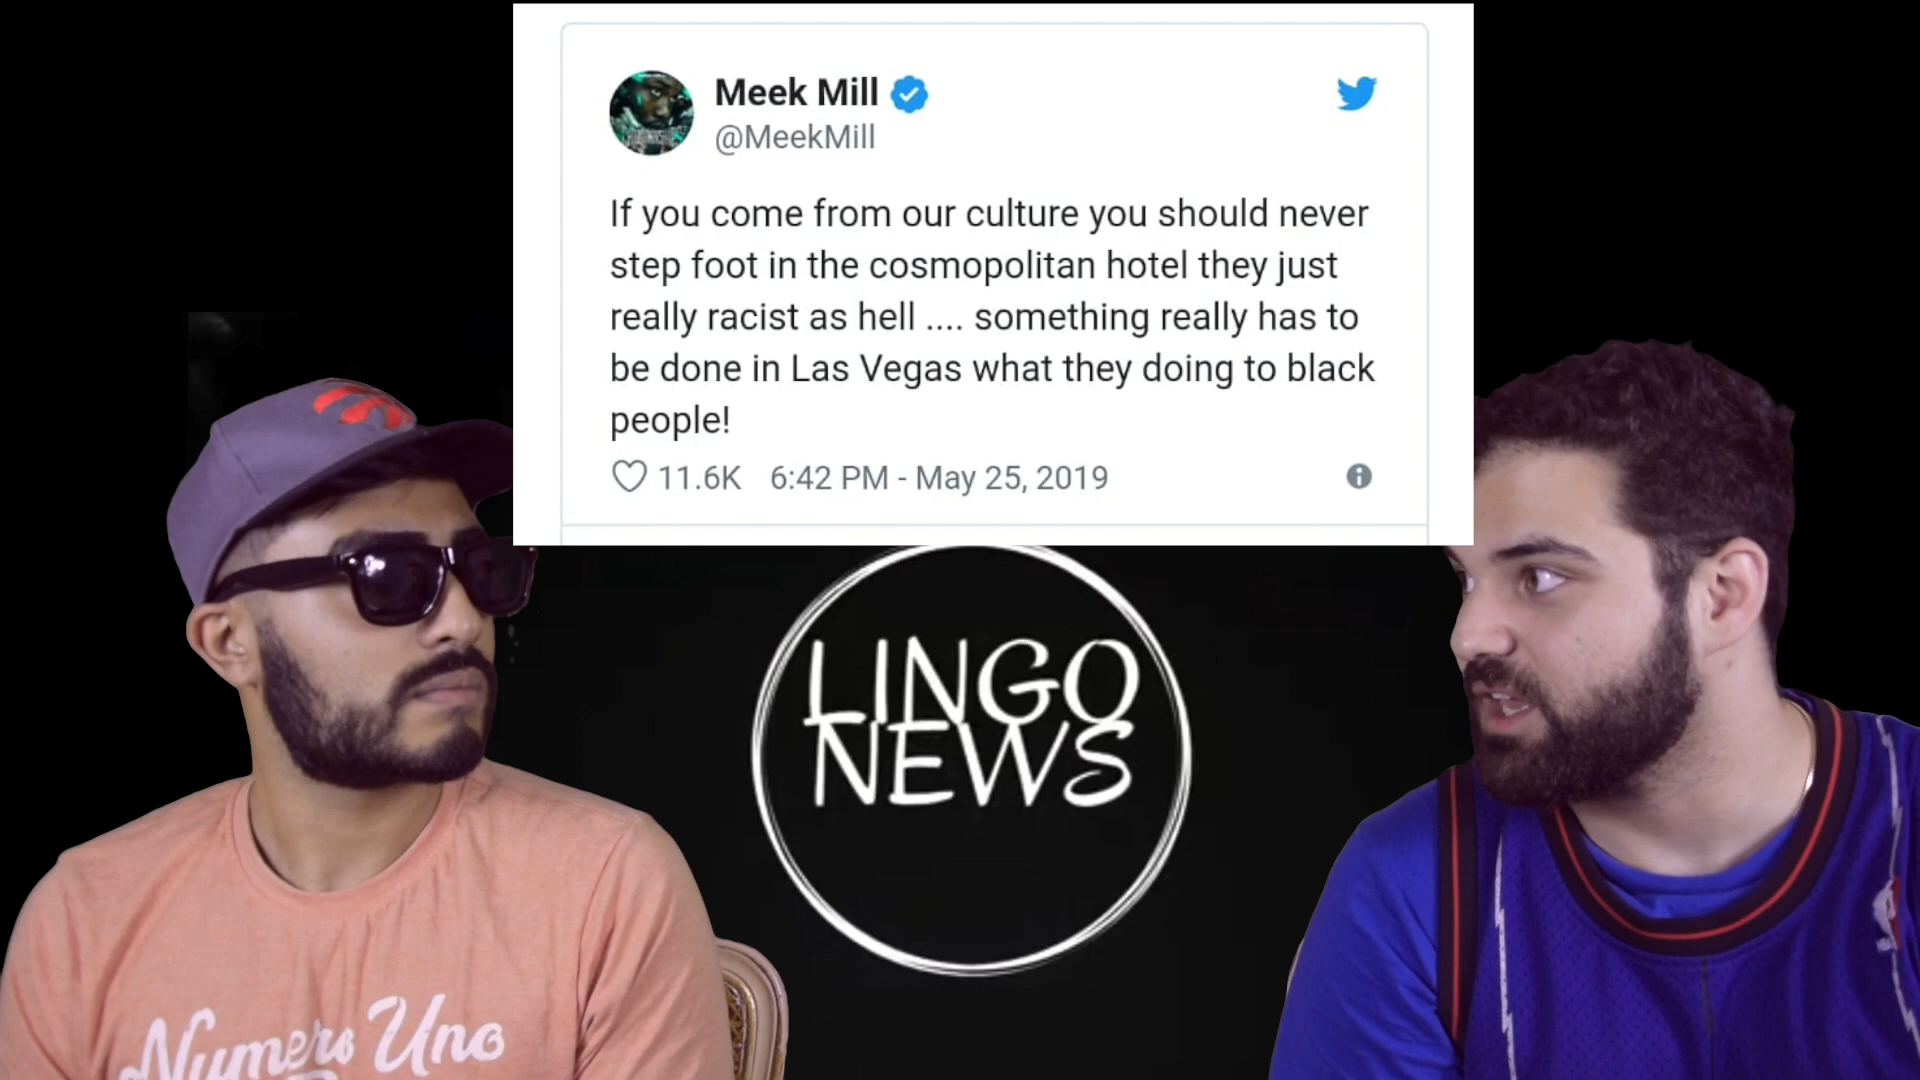 Meek Mill
@MeekMill
If you come from our culture you should never
step foot in the cosmopolitan hotel they just
really racist as hell .... something really has to
be done in Las Vegas what they doing to black
people!
11.6K 6:42 PM - May 25, 2019
LINGO
NEWS
Numero Uno